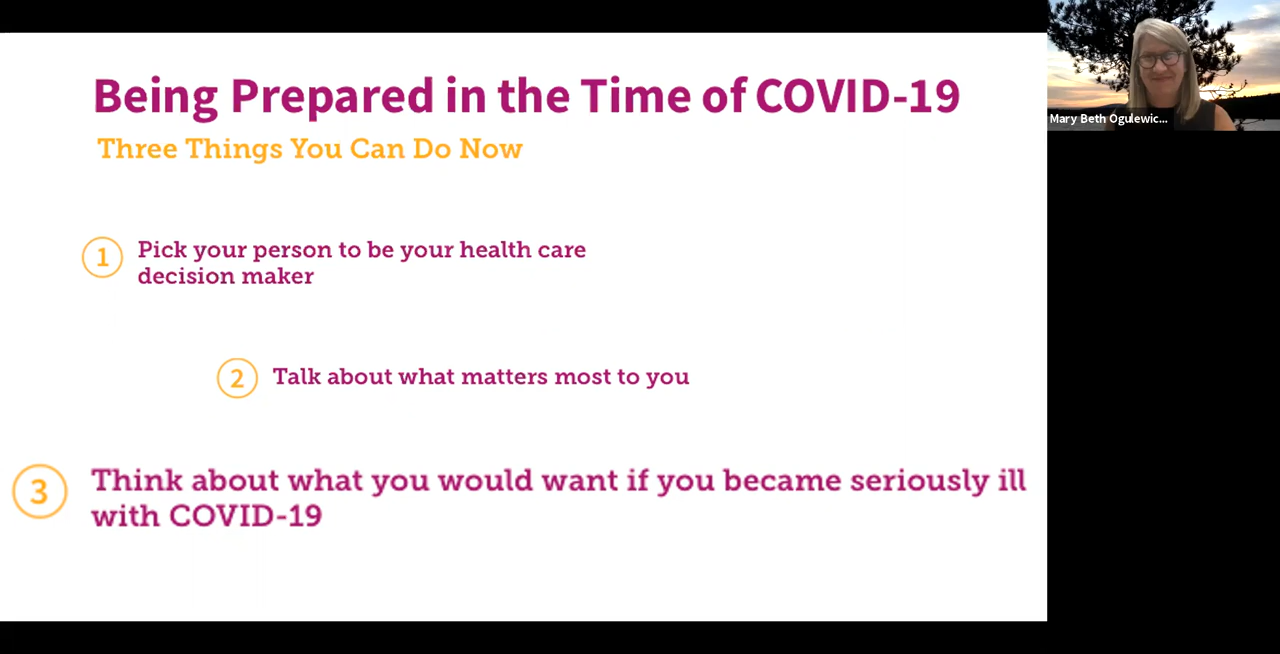 Being Prepared in the Time of COVID-19
Three Things You Can Do Now
1 Pick your person to be your health care
decision maker
2 Talk about what matters most to you
3 Think about what you would want if you became seriously ill
with COVID-19
Mary Beth Ogulewic...